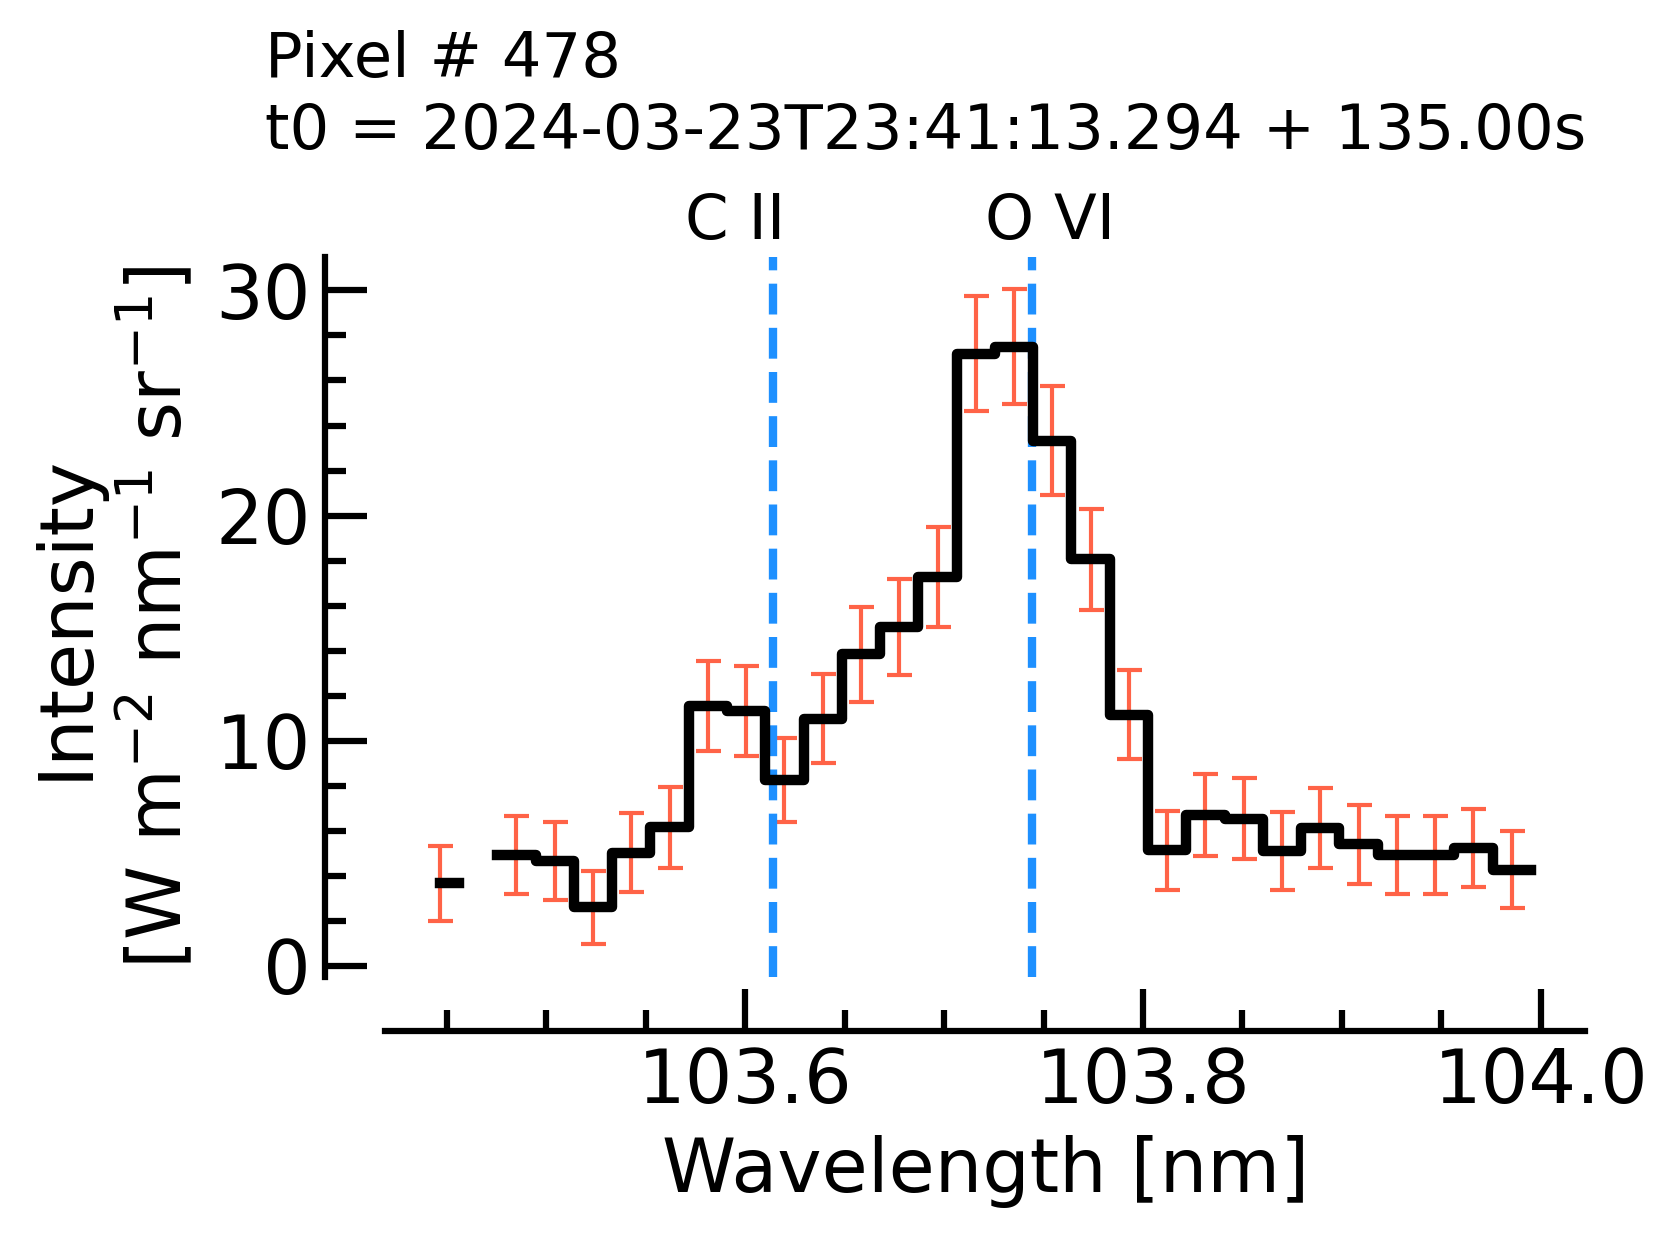 Pixel # 478
t0 = 2024-03-23T23:41:13.294 + 135.00s
C II O VI
Intensity
[W m⁻² nm⁻¹ sr⁻¹]
30
20
10
0
103.6 103.8 104.0
Wavelength [nm]